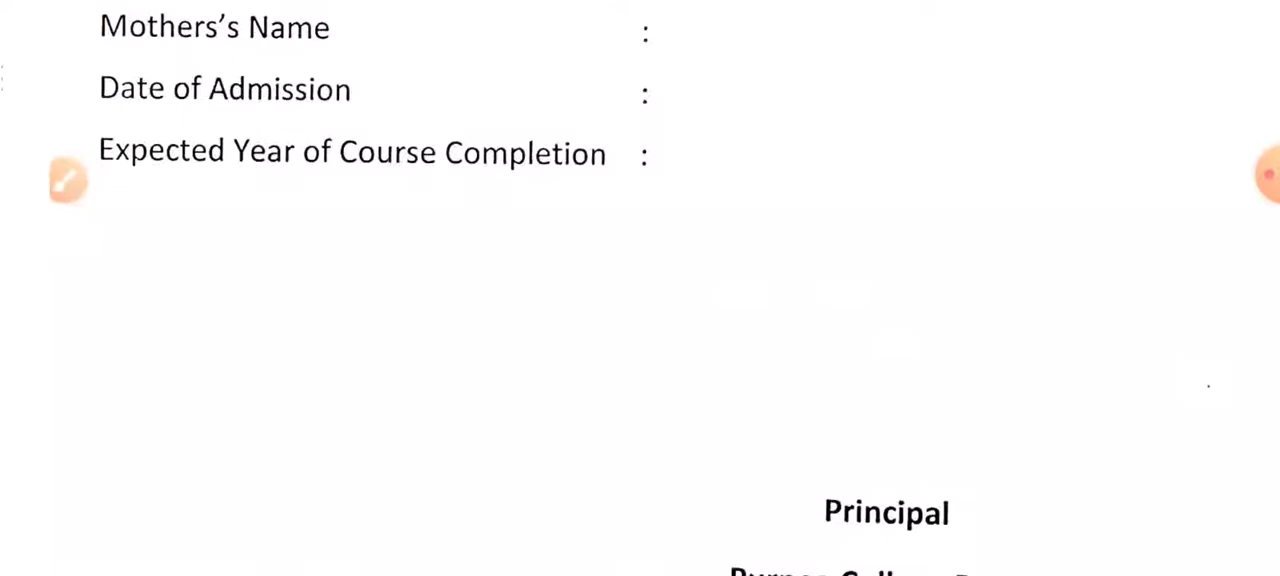 Mothers’s Name :
Date of Admission :
Expected Year of Course Completion :
Principal